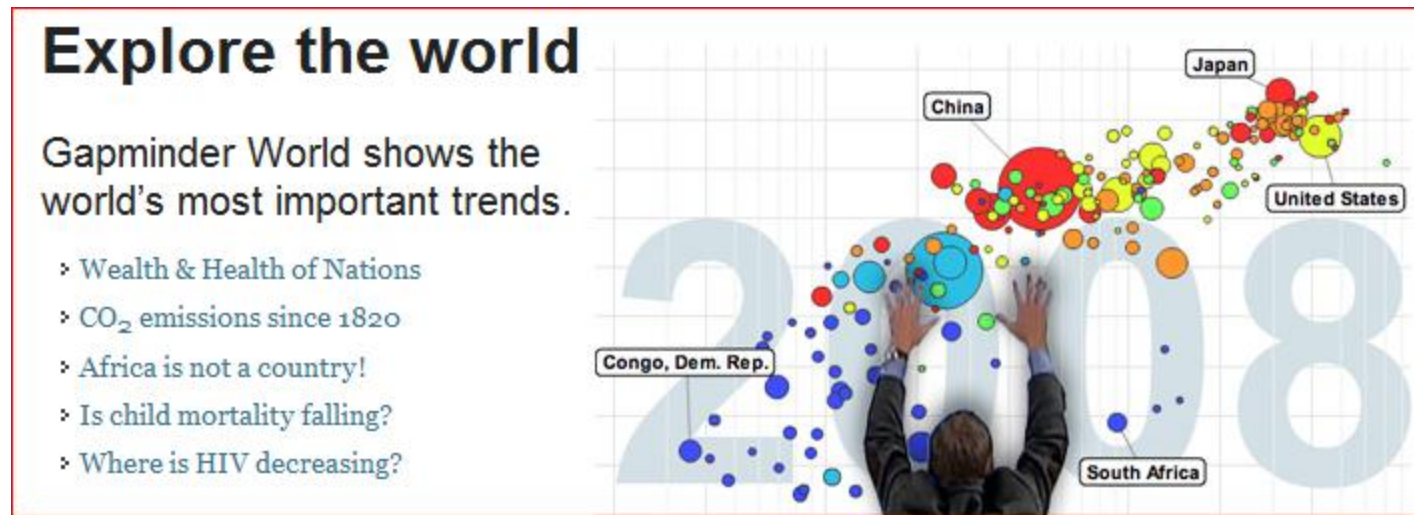 Explore the world
Gapminder World shows the
world's most important trends.
Wealth & Health of Nations
CO₂ emissions since 1820
Africa is not a country!
Is child mortality falling?
Where is HIV decreasing?
Japan
China
United States
2008
Congo, Dem. Rep.
South Africa